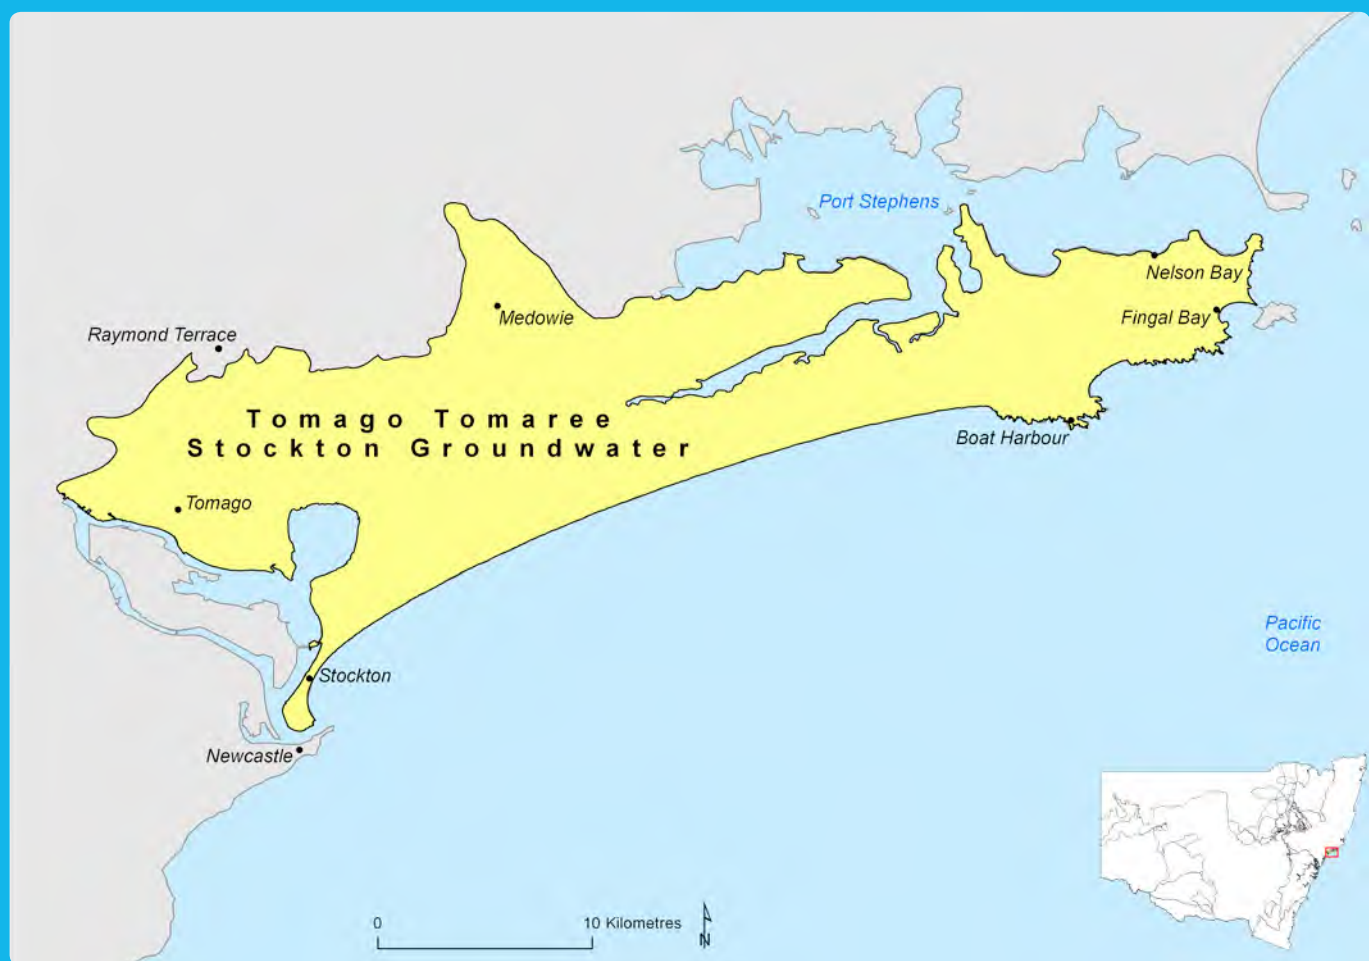 Port Stephens
Nelson Bay
Medowie
Fingal Bay
Raymond Terrace
Tomago Tomaree
Stockton Groundwater
Boat Harbour
Tomago
Pacific
Ocean
Stockton
Newcastle
0 10 Kilometres
N